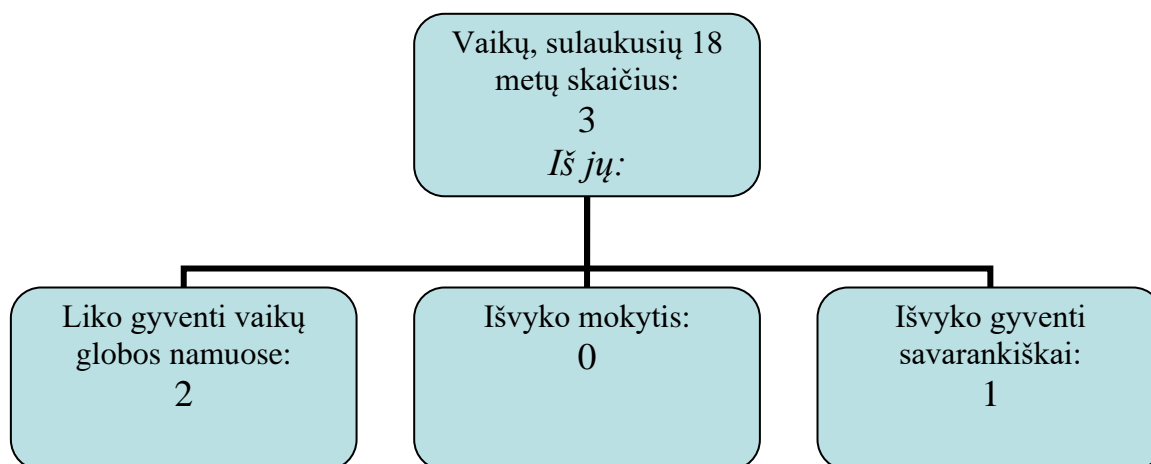 Vaikų, sulaukusių 18
metų skaičius:
3
Iš jų:
Liko gyventi vaikų
globos namuose:
2
Išvyko mokytis:
0
Išvyko gyventi
savarankiškai:
1